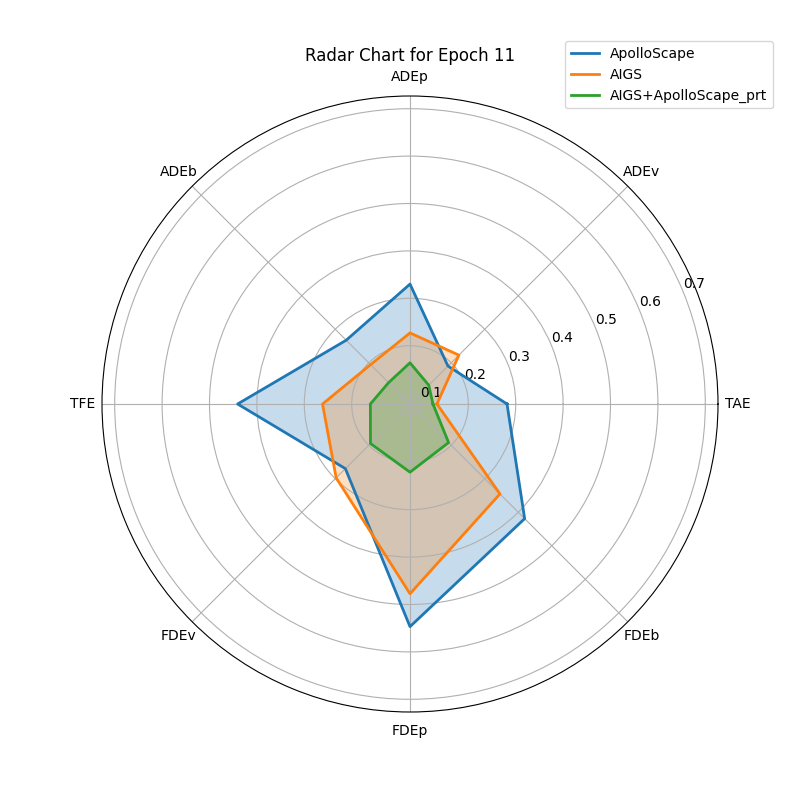 Radar Chart for Epoch 11
ApolloScape
AIGS
AIGS+ApolloScape_prt
ADEp
ADEb
ADEv
0.7
0.6
0.5
0.4
0.3
0.2
0.1
TFE
TAE
FDEv
FDEb
FDEp